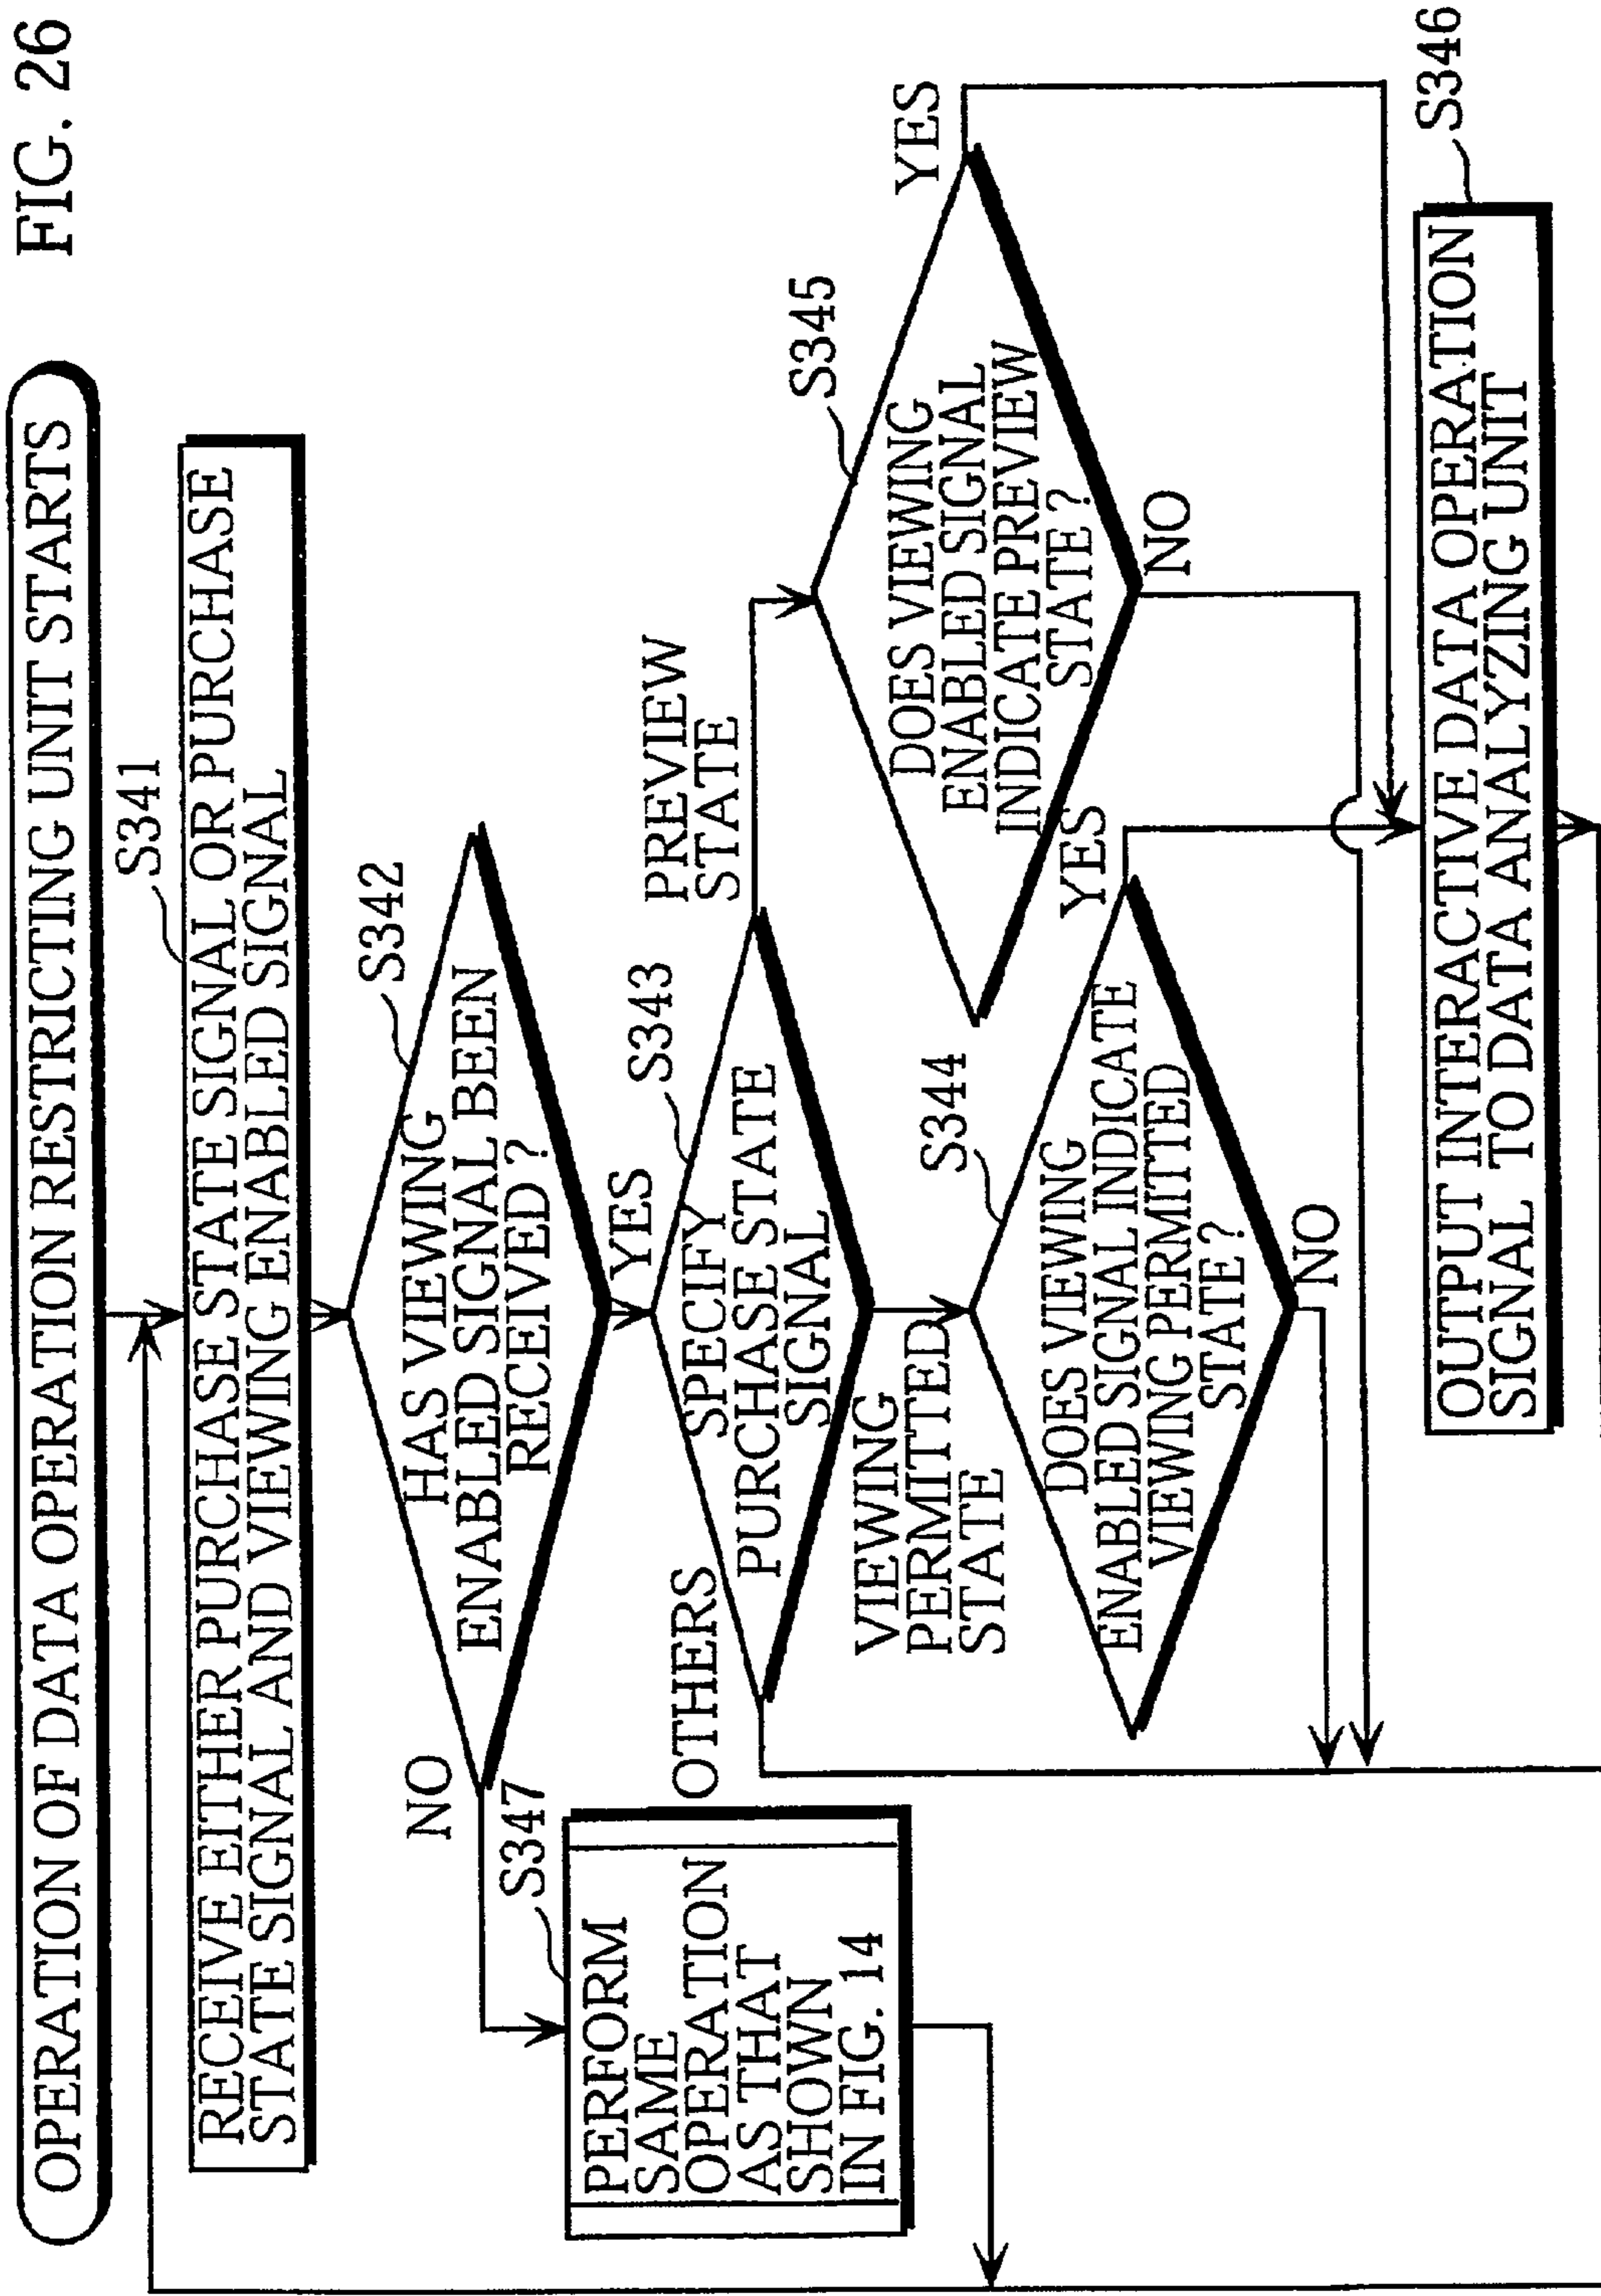 FIG. 26
OPERATION OF DATA OPERATION RESTRICTING UNIT STARTS
S341
RECEIVE EITHER PURCHASE STATE SIGNAL OR PURCHASE
STATE SIGNAL AND VIEWING ENABLED SIGNAL
S342
HAS VIEWING
ENABLED SIGNAL BEEN
RECEIVED ?
NO
YES
S347
PERFORM
SAME
OPERATION
AS THAT
SHOWN
IN FIG. 14
S343
SPECIFY
PURCHASE STATE
SIGNAL
OTHERS
PREVIEW
STATE
VIEWING
PERMITTED
STATE
S345
DOES VIEWING
ENABLED SIGNAL
INDICATE PREVIEW
STATE ?
YES
NO
S344
DOES VIEWING
ENABLED SIGNAL INDICATE
VIEWING PERMITTED
STATE ?
YES
NO
S346
OUTPUT INTERACTIVE DATA OPERATION
SIGNAL TO DATA ANALYZING UNIT